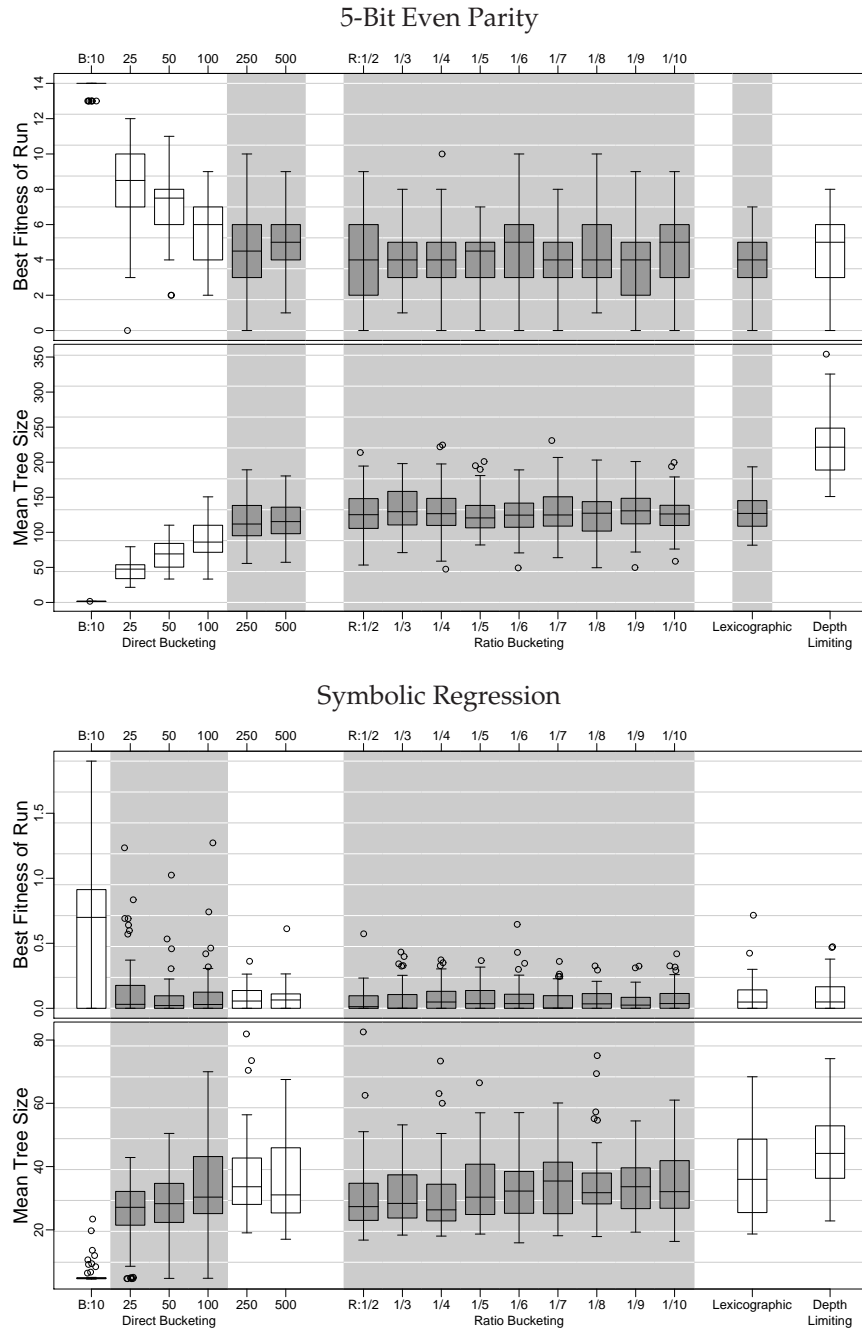 5-Bit Even Parity
B:10 25 50 100 250 500 R:1/2 1/3 1/4 1/5 1/6 1/7 1/8 1/9 1/10
Best Fitness of Run
14
12
10
8
6
4
2
0
Mean Tree Size
350
300
250
200
150
100
50
0
B:10 25 50 100 250 500 R:1/2 1/3 1/4 1/5 1/6 1/7 1/8 1/9 1/10 Lexicographic Depth
Direct Bucketing Ratio Bucketing Limiting
Symbolic Regression
B:10 25 50 100 250 500 R:1/2 1/3 1/4 1/5 1/6 1/7 1/8 1/9 1/10
Best Fitness of Run
1.5
1.0
0.5
0.0
Mean Tree Size
80
60
40
20
B:10 25 50 100 250 500 R:1/2 1/3 1/4 1/5 1/6 1/7 1/8 1/9 1/10 Lexicographic Depth
Direct Bucketing Ratio Bucketing Limiting